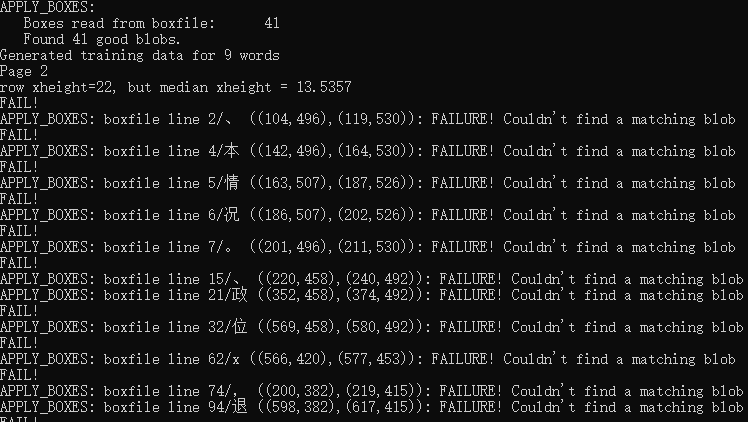 APPLY_BOXES:
   Boxes read from boxfile:      41
   Found 41 good blobs.
Generated training data for 9 words
Page 2
row xheight=22, but median xheight = 13.5357
FAIL!
APPLY_BOXES: boxfile line 2/、 ((104,496),(119,530)): FAILURE! Couldn't find a matching blob
FAIL!
APPLY_BOXES: boxfile line 4/本 ((142,496),(164,530)): FAILURE! Couldn't find a matching blob
FAIL!
APPLY_BOXES: boxfile line 5/情 ((163,507),(187,526)): FAILURE! Couldn't find a matching blob
FAIL!
APPLY_BOXES: boxfile line 6/况 ((186,507),(202,526)): FAILURE! Couldn't find a matching blob
FAIL!
APPLY_BOXES: boxfile line 7/。 ((201,496),(211,530)): FAILURE! Couldn't find a matching blob
FAIL!
APPLY_BOXES: boxfile line 15/、 ((220,458),(240,492)): FAILURE! Couldn't find a matching blob
APPLY_BOXES: boxfile line 21/政 ((352,458),(374,492)): FAILURE! Couldn't find a matching blob
FAIL!
APPLY_BOXES: boxfile line 32/位 ((569,458),(580,492)): FAILURE! Couldn't find a matching blob
FAIL!
APPLY_BOXES: boxfile line 62/x ((566,420),(577,453)): FAILURE! Couldn't find a matching blob
FAIL!
APPLY_BOXES: boxfile line 74/， ((200,382),(219,415)): FAILURE! Couldn't find a matching blob
APPLY_BOXES: boxfile line 94/退 ((598,382),(617,415)): FAILURE! Couldn't find a matching blob
FAIL!